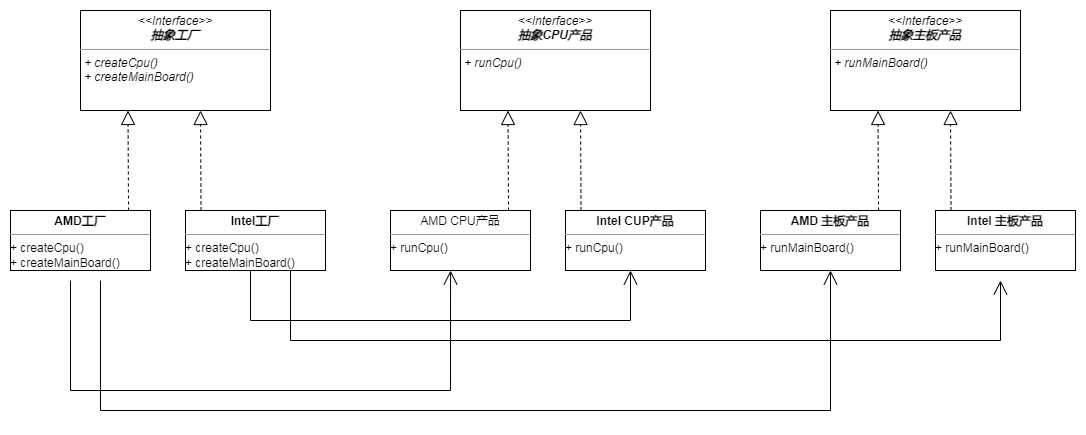 <<Interface>>
抽象工厂
+ createCpu()
+ createMainBoard()
<<Interface>>
抽象CPU产品
+ runCpu()
<<Interface>>
抽象主板产品
+ runMainBoard()
AMD工厂
+ createCpu()
+ createMainBoard()
Intel工厂
+ createCpu()
+ createMainBoard()
AMD CPU产品
+ runCpu()
Intel CUP产品
+ runCpu()
AMD 主板产品
+ runMainBoard()
Intel 主板产品
+ runMainBoard()